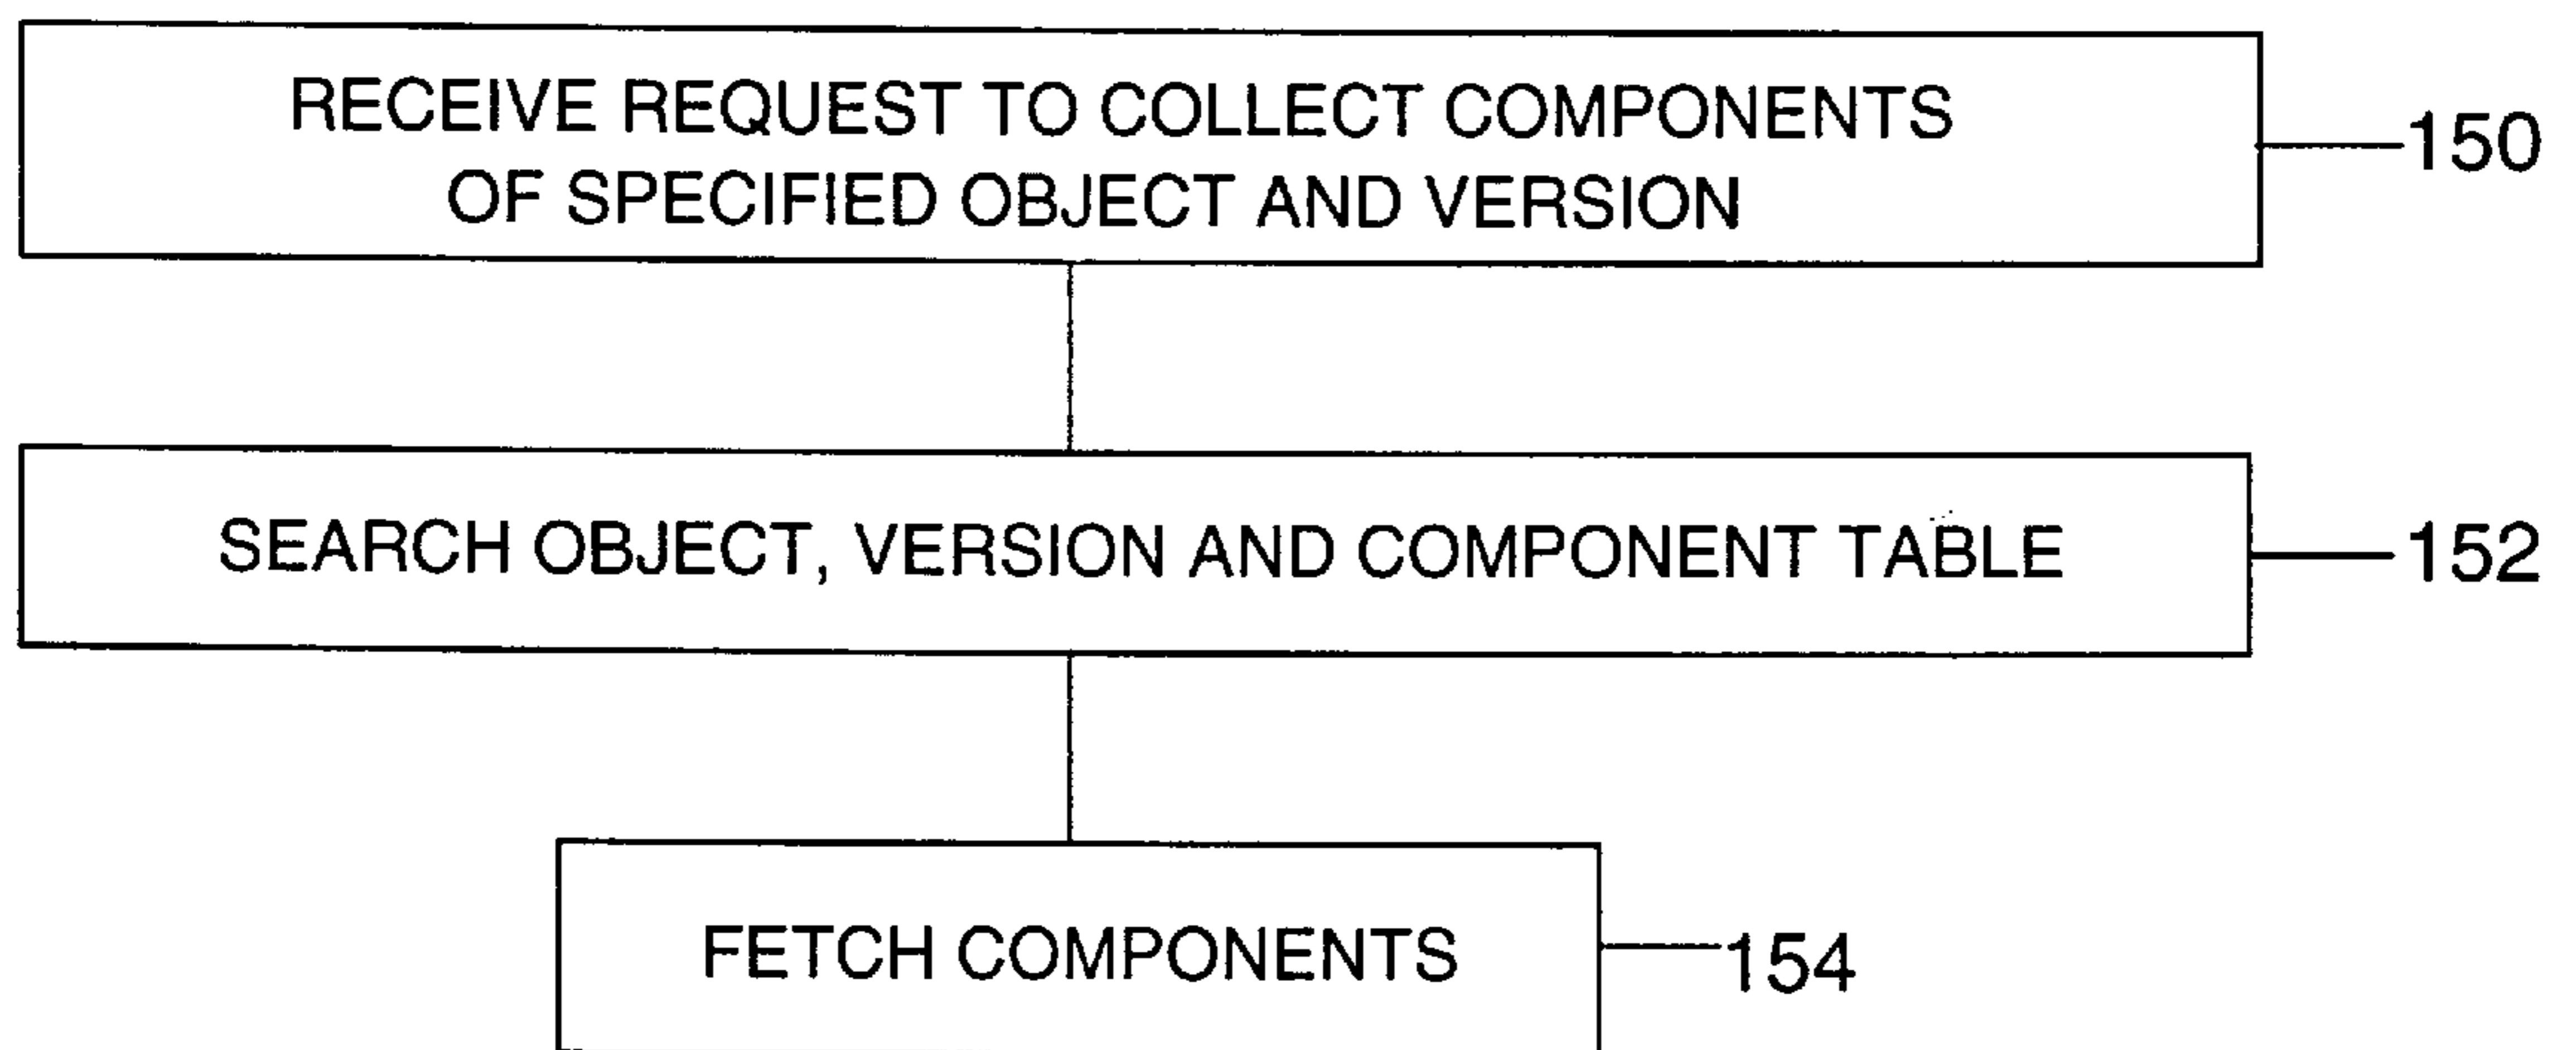 RECEIVE REQUEST TO COLLECT COMPONENTS
OF SPECIFIED OBJECT AND VERSION
150
SEARCH OBJECT, VERSION AND COMPONENT TABLE
152
FETCH COMPONENTS
154